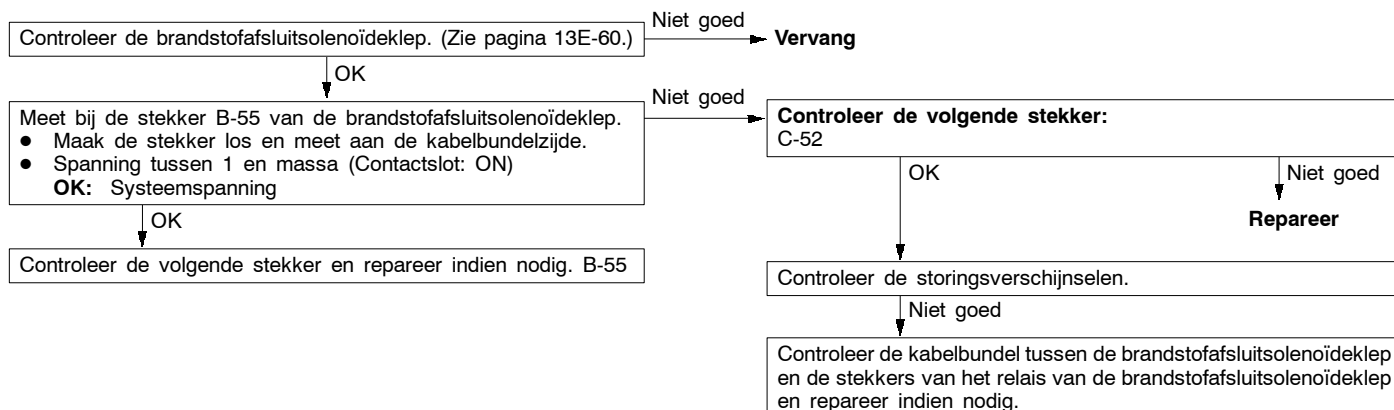 Controleer de brandstofafsluitsolenoïdeklep. (Zie pagina 13E-60.)
Niet goed
Vervang
OK
Meet bij de stekker B-55 van de brandstofafsluitsolenoïdeklep.
● Maak de stekker los en meet aan de kabelbundelzijde.
● Spanning tussen 1 en massa (Contactslot: ON)
OK: Systeemspanning
Niet goed
Controleer de volgende stekker:
C-52
OK
Controleer de volgende stekker en repareer indien nodig. B-55
OK
Niet goed
Repareer
Controleer de storingsverschijnselen.
Niet goed
Controleer de kabelbundel tussen de brandstofafsluitsolenoïdeklep
en de stekkers van het relais van de brandstofafsluitsolenoïdeklep
en repareer indien nodig.